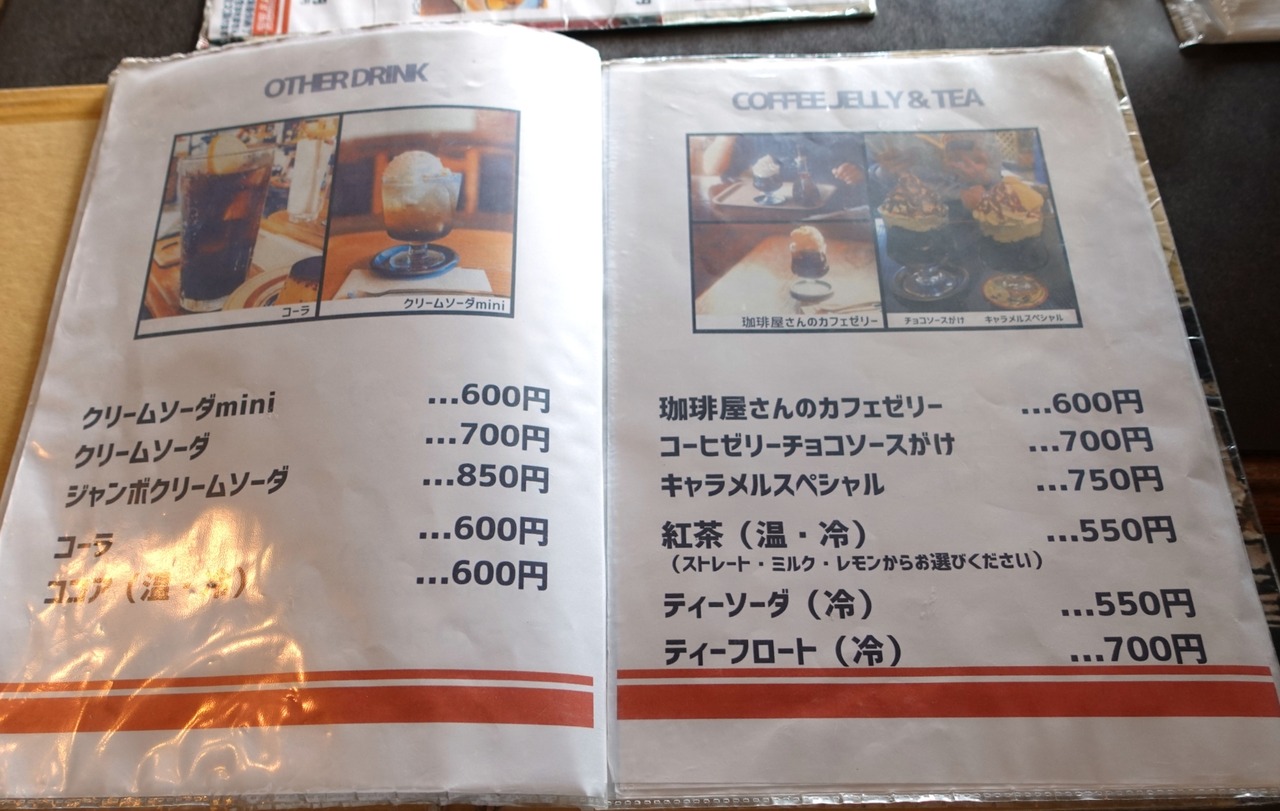 OTHER DRINK
コーラ
クリームソーダmini
クリームソーダmini ...600円
クリームソーダ ...700円
ジャンボクリームソーダ ...850円
コーラ ...600円
ココア（温・冷） ...600円
COFFEE JELLY & TEA
珈琲屋さんのカフェゼリー
チョコソースがけ
キャラメルスペシャル
珈琲屋さんのカフェゼリー ...600円
コーヒゼリーチョコソースがけ ...700円
キャラメルスペシャル ...750円
紅茶（温・冷） ...550円
（ストレート・ミルク・レモンからお選びください）
ティーソーダ（冷） ...550円
ティーフロート（冷） ...700円